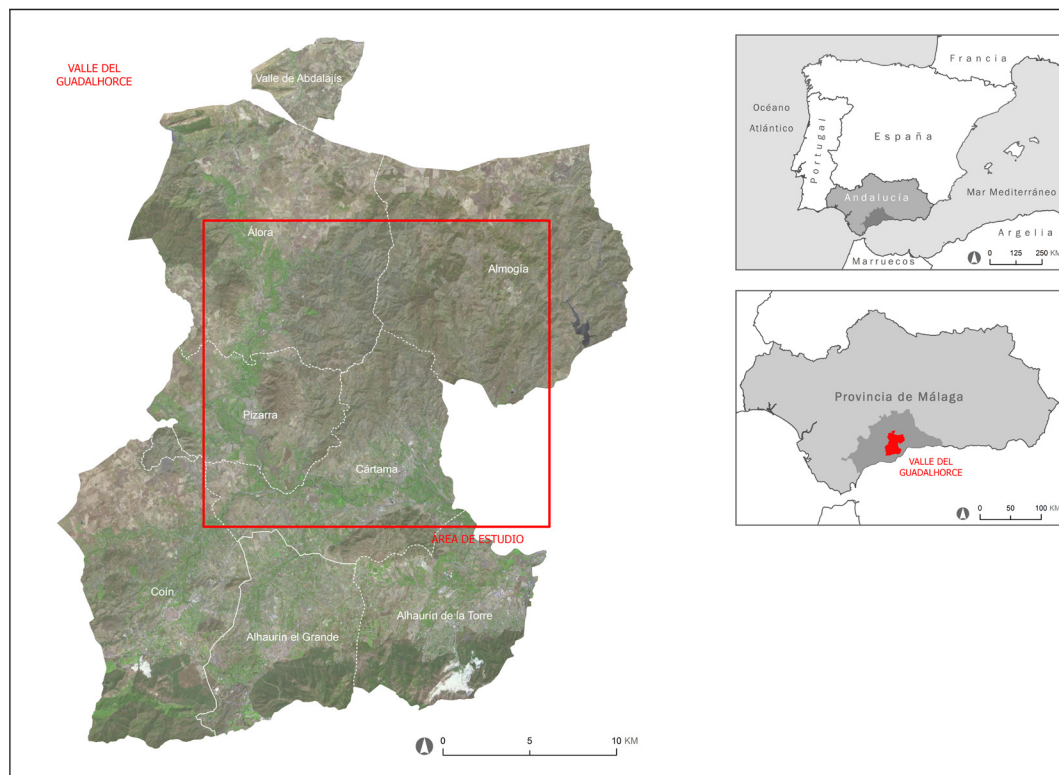 VALLE DEL
GUADALHORCE
Valle de Abdalajís
Álora
Almogía
Pizarra
Cártama
ÁREA DE ESTUDIO
Coín
Alhaurín de la Torre
Alhaurín el Grande
0 5 10 KM
Francia
Océano
Atlántico
Portugal
España
Mar Mediterráneo
Andalucía
Argelia
Marruecos
0 125 250 KM
Provincia de Málaga
VALLE DEL
GUADALHORCE
0 50 100 KM